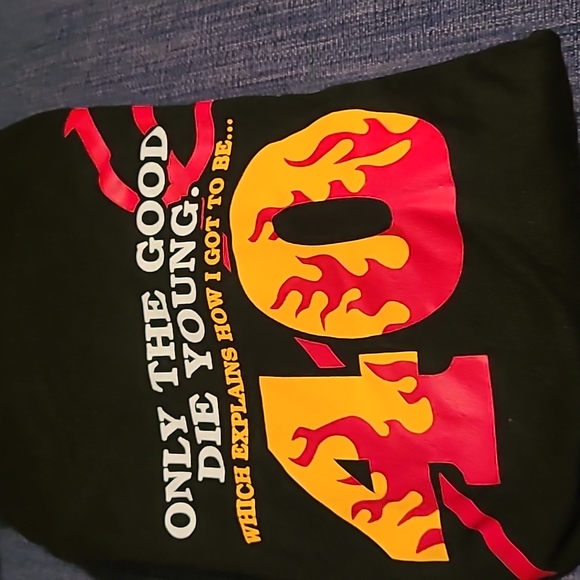 ONLY THE GOOD
DIE YOUNG.
WHICH EXPLAINS HOW I GOT TO BE...
40